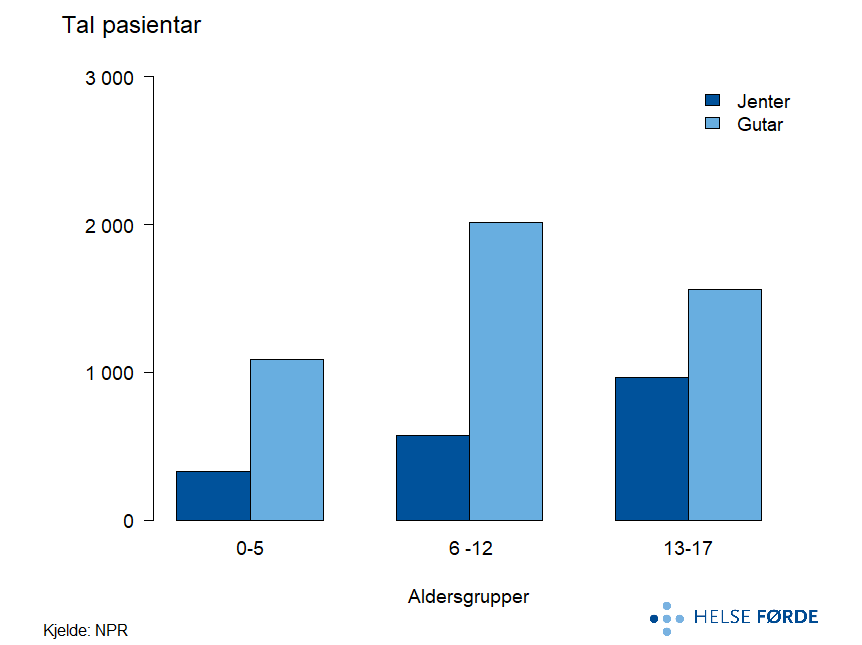 Tal pasientar
3 000
2 000
1 000
0
Jenter
Gutar
0-5
6 -12
13-17
Aldersgrupper
Kjelde: NPR
HELSE FØRDE